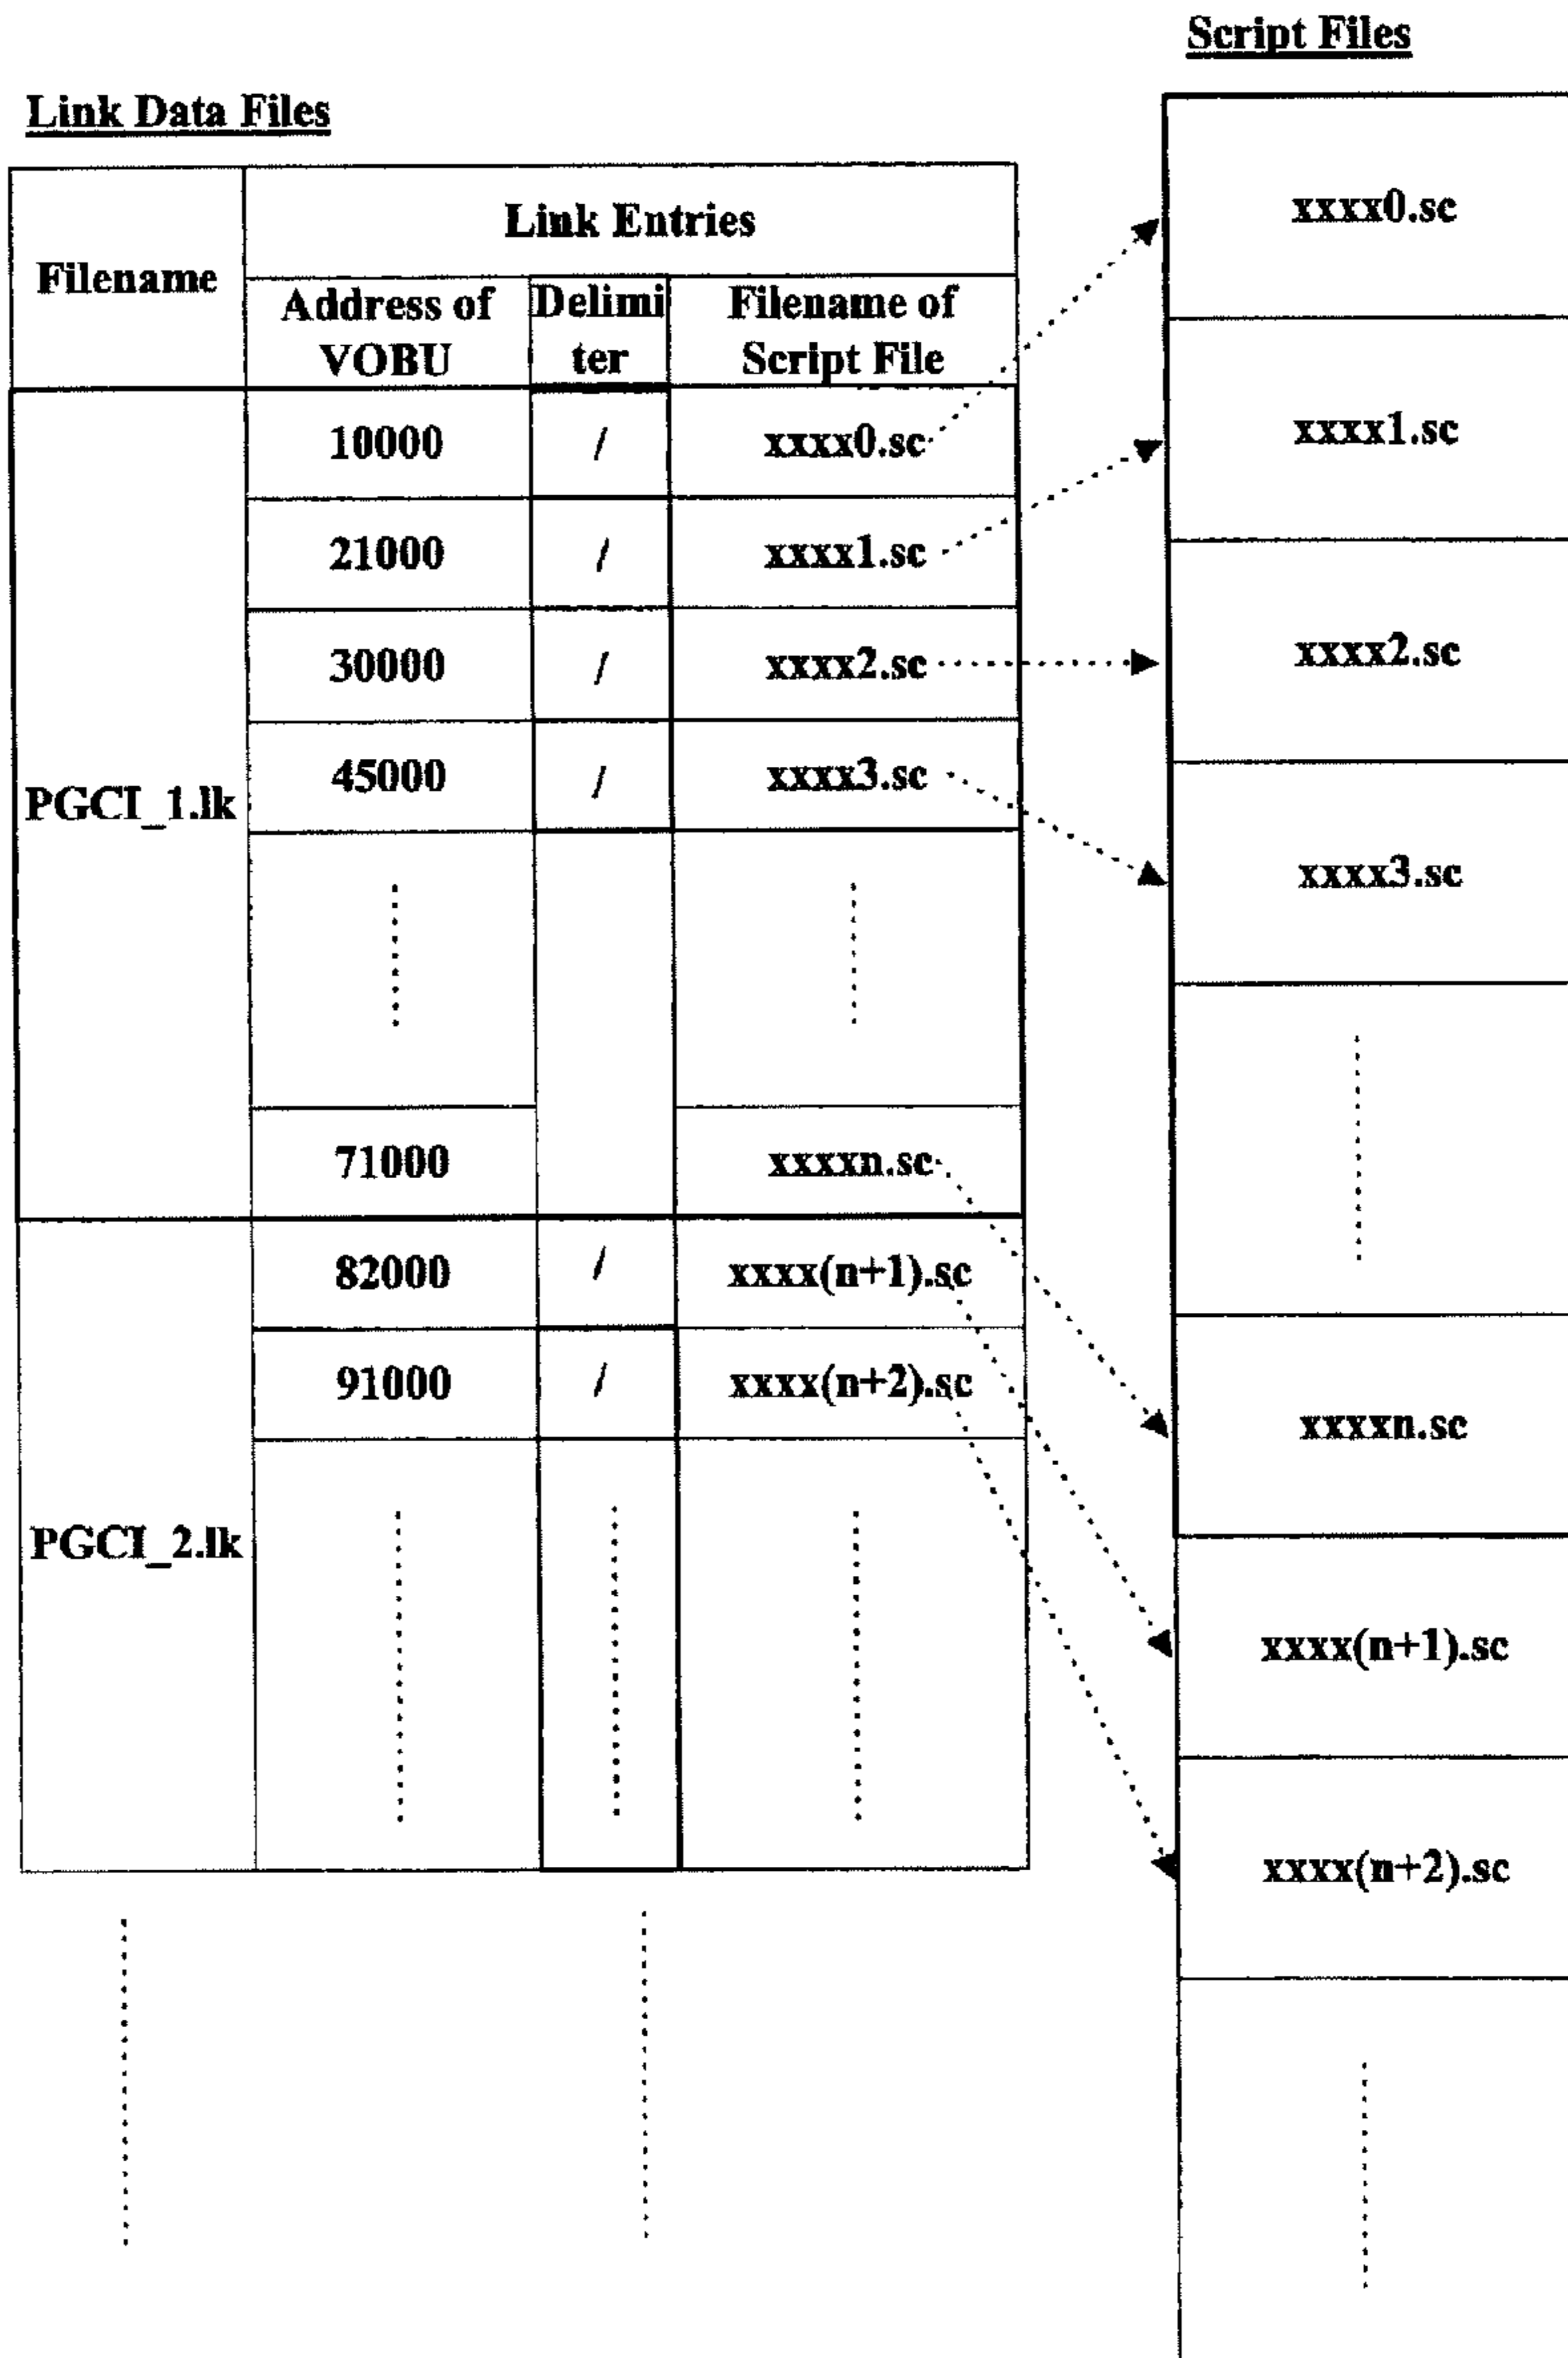 Script Files
Link Data Files
Filename
Link Entries
Address of
VOBU
Delimi
ter
Filename of
Script File
PGCI_1.lk
10000 / xxxx0.sc
21000 / xxxx1.sc
30000 / xxxx2.sc
45000 / xxxx3.sc
71000 xxxxn.sc
PGCI_2.lk
82000 / xxxx(n+1).sc
91000 / xxxx(n+2).sc
xxxx0.sc
xxxx1.sc
xxxx2.sc
xxxx3.sc
xxxxn.sc
xxxx(n+1).sc
xxxx(n+2).sc